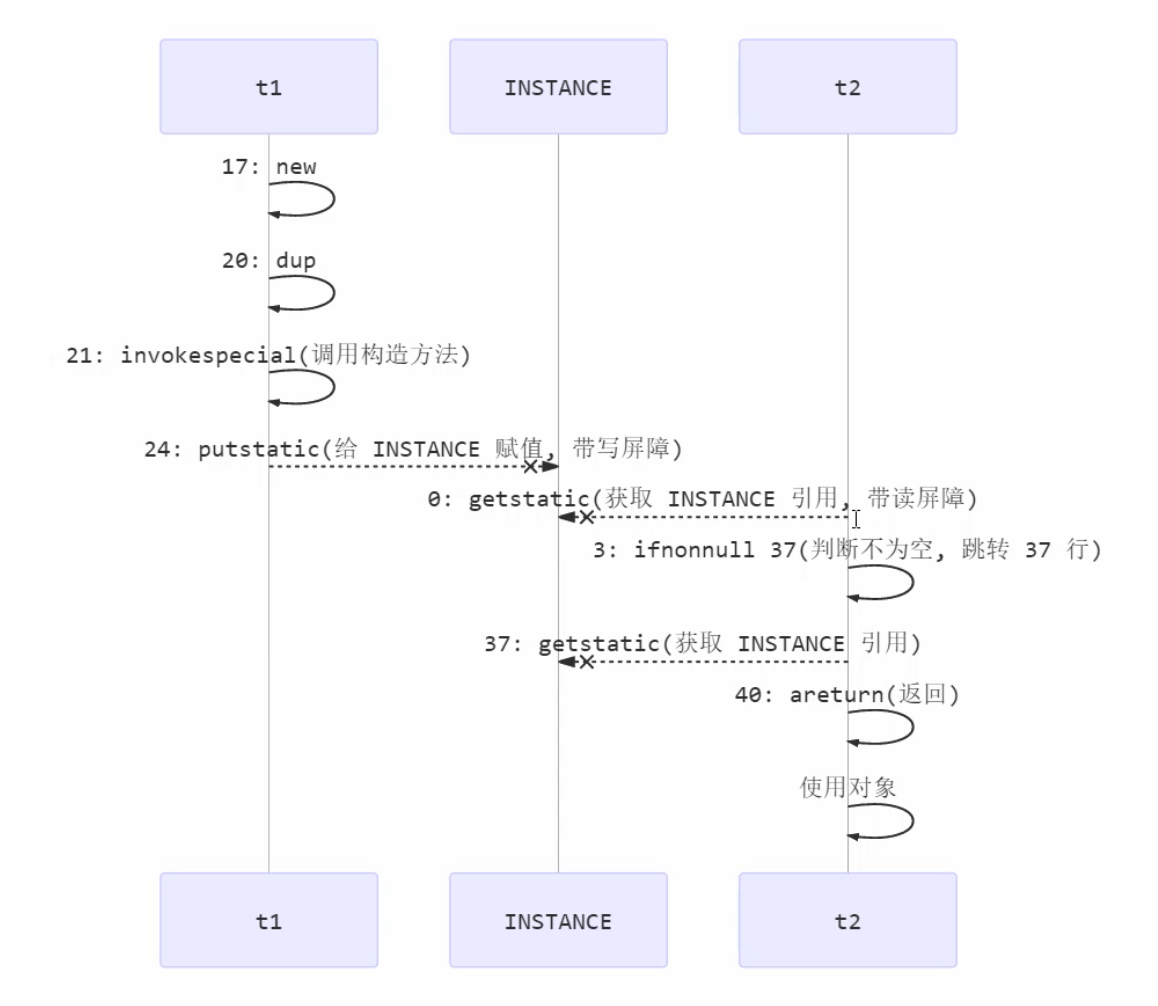 t1
INSTANCE
t2
17: new
20: dup
21: invokespecial(调用构造方法)
24: putstatic(给 INSTANCE 赋值, 带写屏障)
0: getstatic(获取 INSTANCE 引用, 带读屏障)
3: ifnonnull 37(判断不为空, 跳转 37 行)
37: getstatic(获取 INSTANCE 引用)
40: areturn(返回)
使用对象
t1
INSTANCE
t2